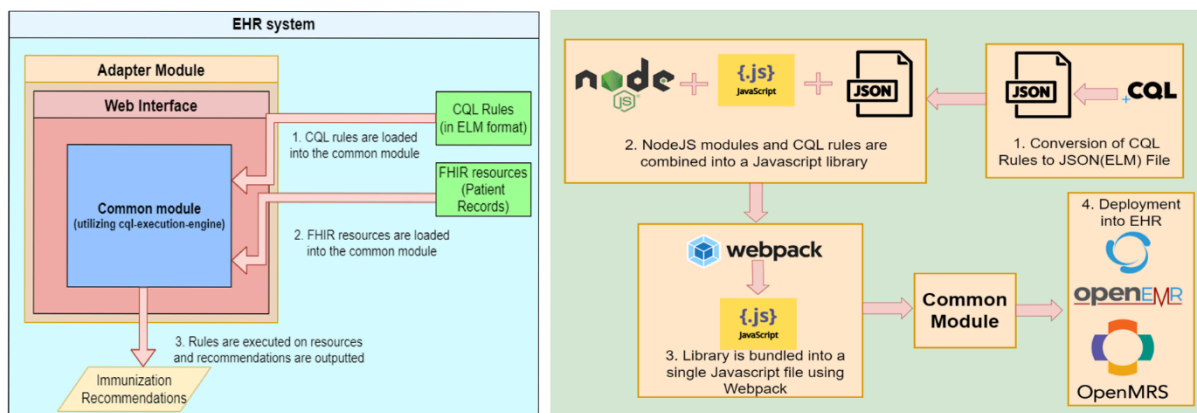 EHR system
Adapter Module
Web Interface
Common module
(utilizing cql-execution-engine)
CQL Rules
(in ELM format)
1. CQL rules are loaded
into the common module
FHIR resources
(Patient
Records)
2. FHIR resources are loaded
into the common module
3. Rules are executed on resources
and recommendations are outputted
Immunization
Recommendations
node
JS
{.js}
JavaScript
JSON
2. NodeJS modules and CQL rules are
combined into a Javascript library
JSON
CQL
1. Conversion of CQL
Rules to JSON(ELM) File
webpack
{.js}
JavaScript
3. Library is bundled into a
single Javascript file using
Webpack
Common
Module
4. Deployment
into EHR
openEMR
OpenMRS